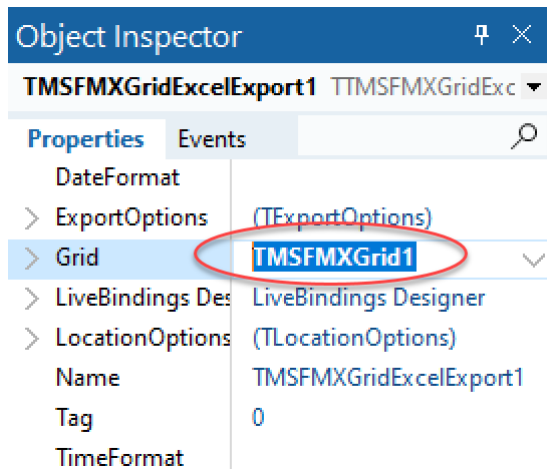 Object Inspector
TMSFMXGridExcelExport1 TTMSFMXGridExc
Properties Events
DateFormat
ExportOptions (TExportOptions)
Grid TMSFMXGrid1
LiveBindings Des LiveBindings Designer
LocationOptions (TLocationOptions)
Name TMSFMXGridExcelExport1
Tag 0
TimeFormat